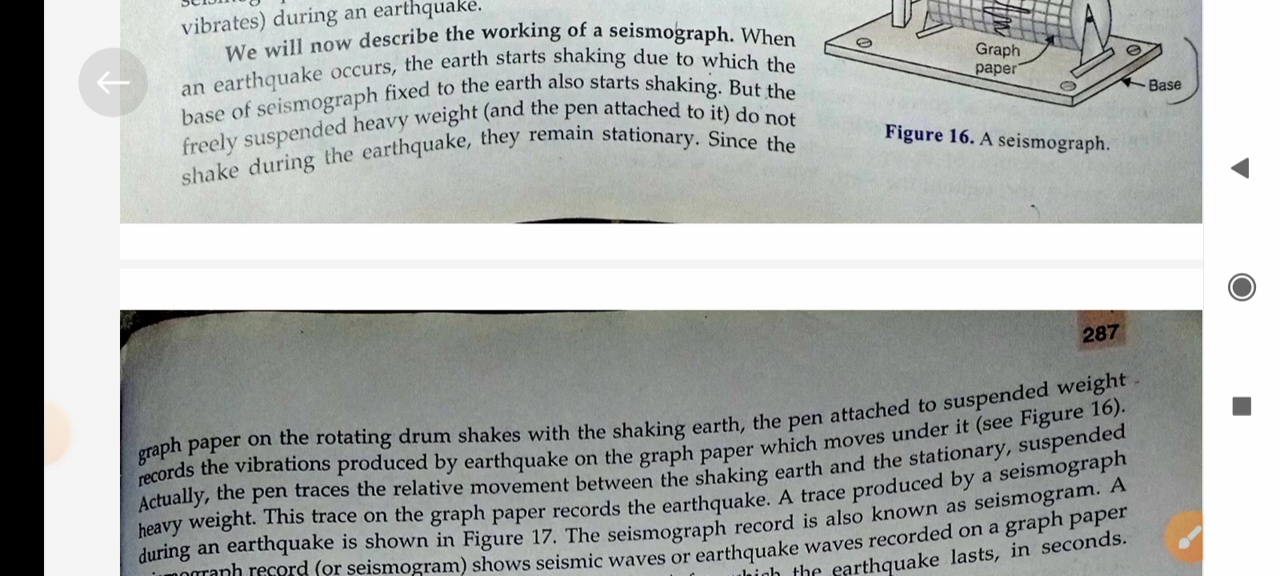 vibrates) during an earthquake.
We will now describe the working of a seismograph. When
an earthquake occurs, the earth starts shaking due to which the
base of seismograph fixed to the earth also starts shaking. But the
freely suspended heavy weight (and the pen attached to it) do not
shake during the earthquake, they remain stationary. Since the
Graph
paper
Base
Figure 16. A seismograph.
287
graph paper on the rotating drum shakes with the shaking earth, the pen attached to suspended weight
records the vibrations produced by earthquake on the graph paper which moves under it (see Figure 16).
Actually, the pen traces the relative movement between the shaking earth and the stationary, suspended
heavy weight. This trace on the graph paper records the earthquake. A trace produced by a seismograph
during an earthquake is shown in Figure 17. The seismograph record is also known as seismogram. A
record (or seismogram) shows seismic waves or earthquake waves recorded on a graph paper
the earthquake lasts, in seconds.